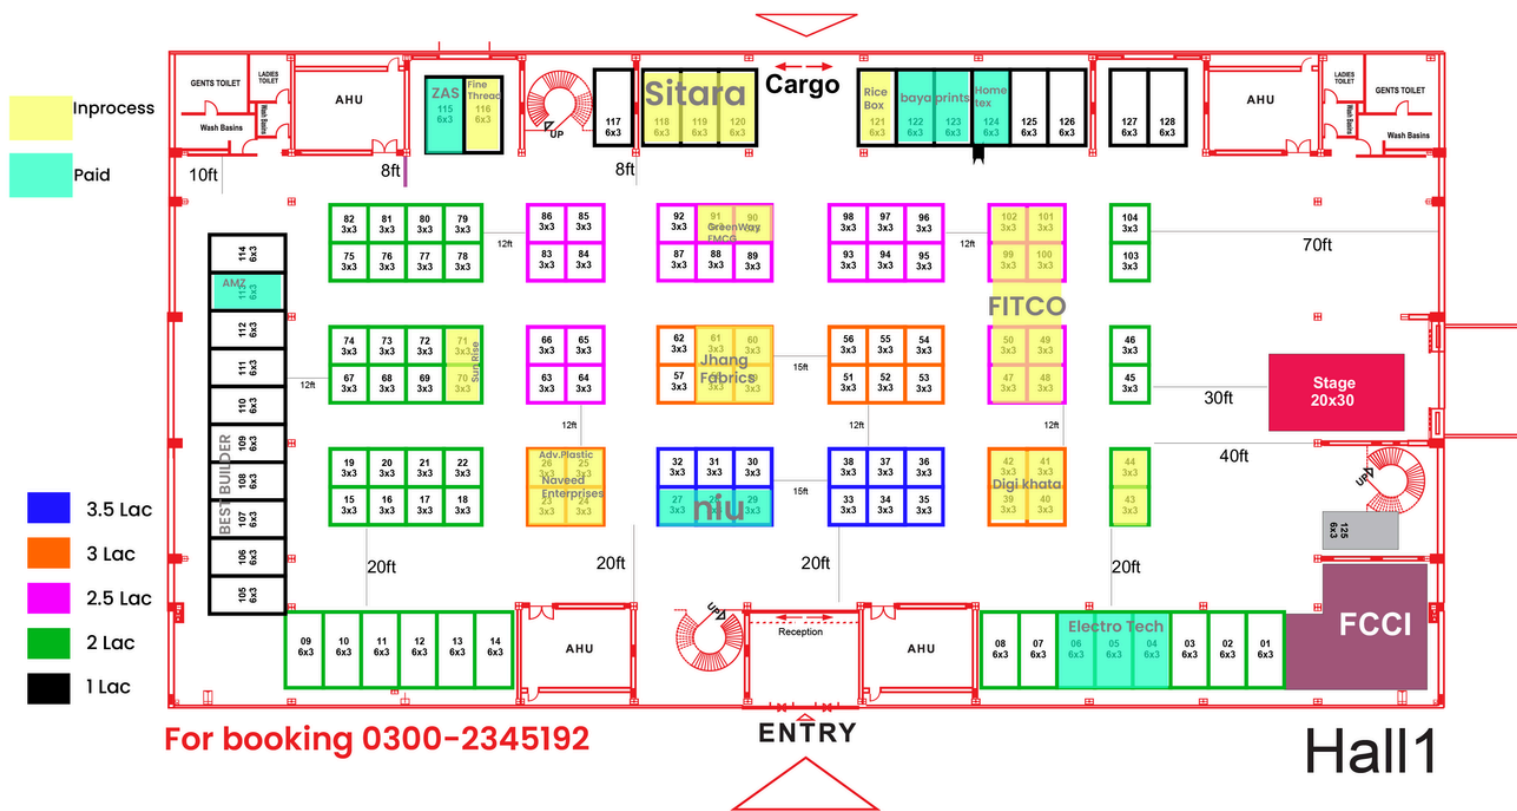 GENTS TOILET
LADIES TOILET
Wash Basins
Wash Basins
AHU
ZAS
115
6x3
Fine Thread
116
6x3
UP
117
6x3
Sitara
118
6x3
119
6x3
120
6x3
Cargo
Rice Box
121
6x3
baya prints
122
6x3
123
6x3
Home tex
124
6x3
125
6x3
126
6x3
127
6x3
128
6x3
AHU
LADIES TOILET
GENTS TOILET
Wash Basins
Wash Basins
Inprocess
Paid
10ft
8ft
8ft
82
3x3
81
3x3
80
3x3
79
3x3
75
3x3
76
3x3
77
3x3
78
3x3
12ft
86
3x3
85
3x3
83
3x3
84
3x3
92
3x3
91
90
GreenWay
FMCG
87
3x3
88
3x3
89
3x3
98
3x3
97
3x3
96
3x3
93
3x3
94
3x3
95
3x3
12ft
102
3x3
101
3x3
99
3x3
100
3x3
104
3x3
103
3x3
70ft
114
6x3
AMZ
113
6x3
112
6x3
111
6x3
110
6x3
109
6x3
108
6x3
107
6x3
106
6x3
105
6x3
BEST BUILDER
12ft
74
3x3
73
3x3
72
3x3
71
3x3
67
3x3
68
3x3
69
3x3
70
3x3
Sun Rise
66
3x3
65
3x3
63
3x3
64
3x3
62
3x3
61
3x3
60
3x3
57
3x3
Jhang
Fabrics
15ft
56
3x3
55
3x3
54
3x3
51
3x3
52
3x3
53
3x3
FITCO
50
3x3
49
3x3
47
3x3
48
3x3
46
3x3
45
3x3
30ft
Stage
20x30
12ft
12ft
12ft
40ft
19
3x3
20
3x3
21
3x3
22
3x3
15
3x3
16
3x3
17
3x3
18
3x3
Adv.Plastic
26
3x3
25
3x3
Naveed
Enterprises
23
3x3
24
3x3
32
3x3
31
3x3
30
3x3
27
3x3
28
29
3x3
niu
15ft
38
3x3
37
3x3
36
3x3
33
3x3
34
3x3
35
3x3
42
3x3
41
3x3
Digi khata
39
3x3
40
3x3
44
3x3
43
3x3
UP
125
6x3
3.5 Lac
3 Lac
2.5 Lac
2 Lac
1 Lac
20ft
20ft
20ft
20ft
09
6x3
10
6x3
11
6x3
12
6x3
13
6x3
14
6x3
AHU
UP
Reception
AHU
08
6x3
07
6x3
Electro Tech
06
6x3
05
6x3
04
6x3
03
6x3
02
6x3
01
6x3
FCCI
For booking 0300-2345192
ENTRY
Hall1